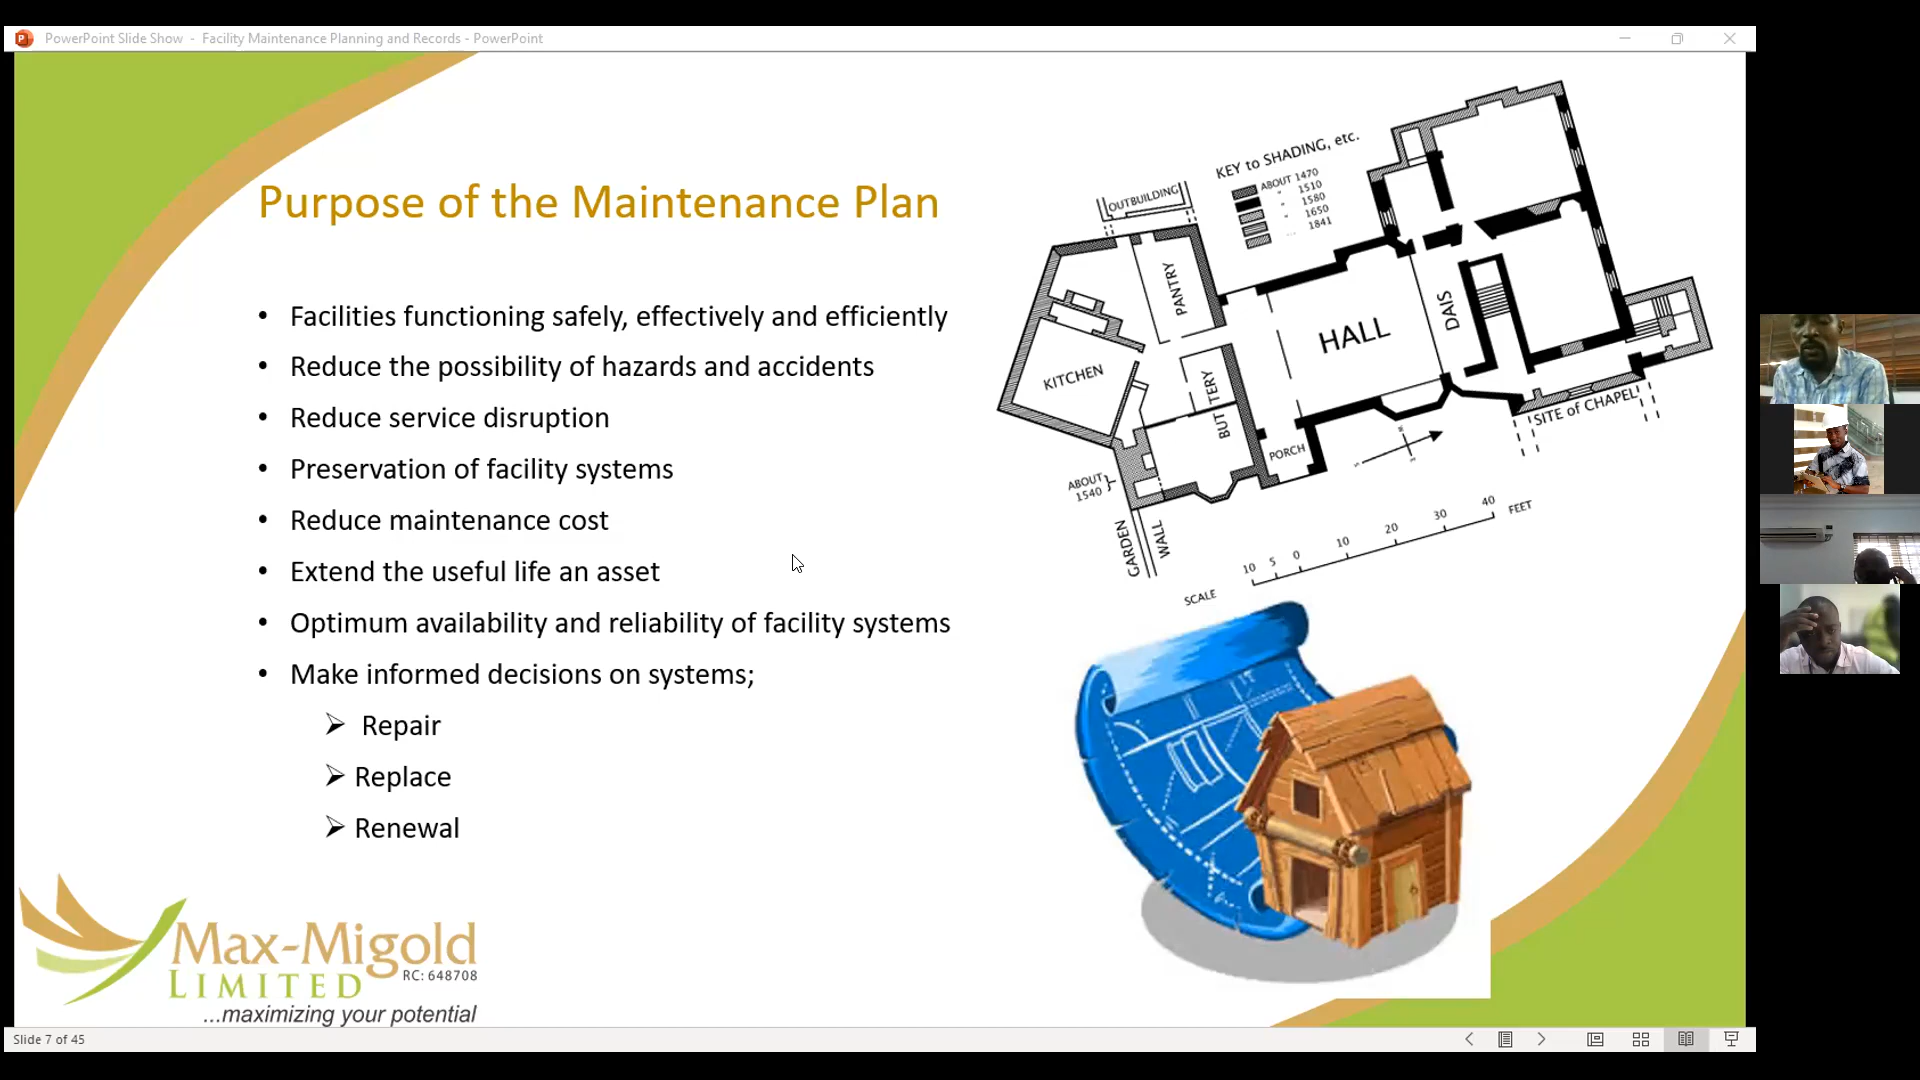 PowerPoint Slide Show - Facility Maintenance Planning and Records - PowerPoint
Purpose of the Maintenance Plan
• Facilities functioning safely, effectively and efficiently
• Reduce the possibility of hazards and accidents
• Reduce service disruption
• Preservation of facility systems
• Reduce maintenance cost
• Extend the useful life an asset
• Optimum availability and reliability of facility systems
• Make informed decisions on systems;
➢ Repair
➢ Replace
➢ Renewal
KEY to SHADING, etc.
ABOUT 1470
" 1510
" 1580
" 1650
... 1841
OUTBUILDING
PANTRY
KITCHEN
HALL
DAIS
BUTTERY
PORCH
SITE of CHAPEL
ABOUT
1540
GARDEN
WALL
SCALE
10 5 0 10 20 30 40 FEET
Max-Migold
LIMITED
RC: 648708
...maximizing your potential
Slide 7 of 45